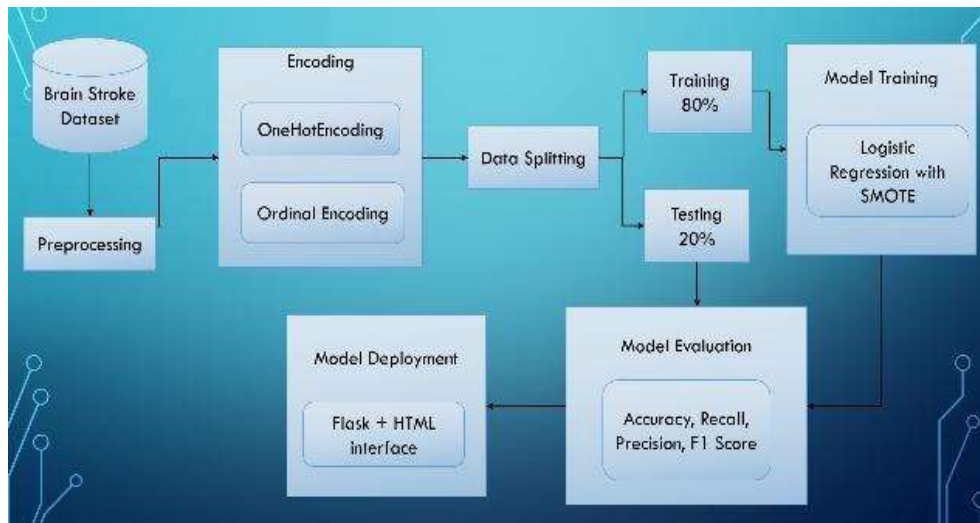 Brain Stroke
Dataset
Preprocessing
Encoding
OneHotEncoding
Ordinal Encoding
Data Splitting
Training
80%
Testing
20%
Model Training
Logistic
Regression with
SMOTE
Model Evaluation
Accuracy, Recall,
Precision, F1 Score
Model Deployment
Flask + HTML
interface